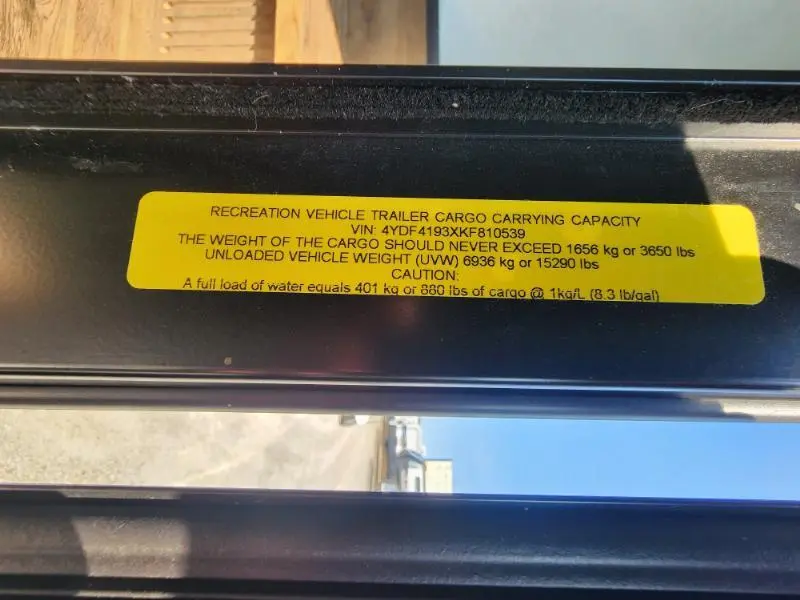 RECREATION VEHICLE TRAILER CARGO CARRYING CAPACITY
VIN: 4YDF4193XKF810539
THE WEIGHT OF THE CARGO SHOULD NEVER EXCEED 1656 kg or 3650 lbs
UNLOADED VEHICLE WEIGHT (UVW) 6936 kg or 15290 lbs
CAUTION:
A full load of water equals 401 kg or 880 lbs of cargo @ 1kg/L (8.3 lb/gal)